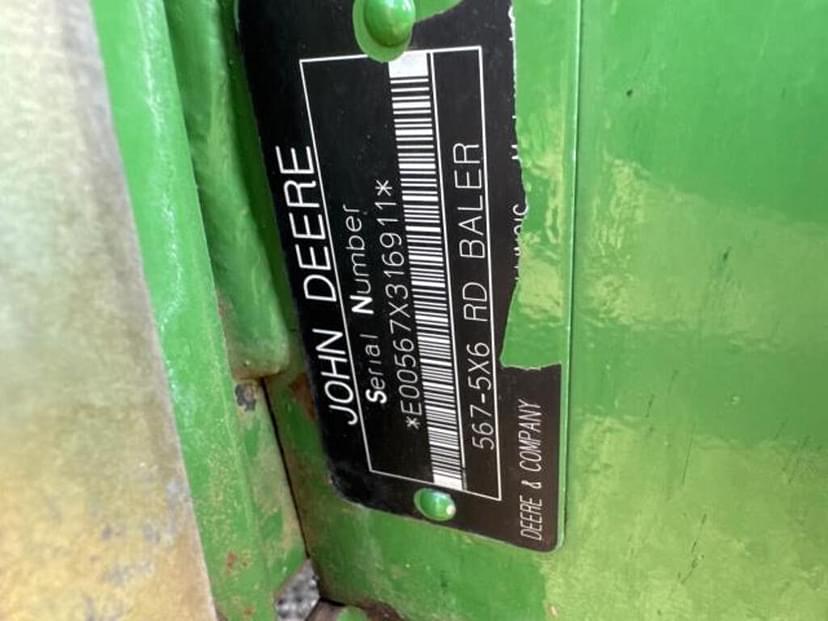 JOHN DEERE
Serial Number
*E00567X316911*
567-5X6 RD BALER
DEERE & COMPANY